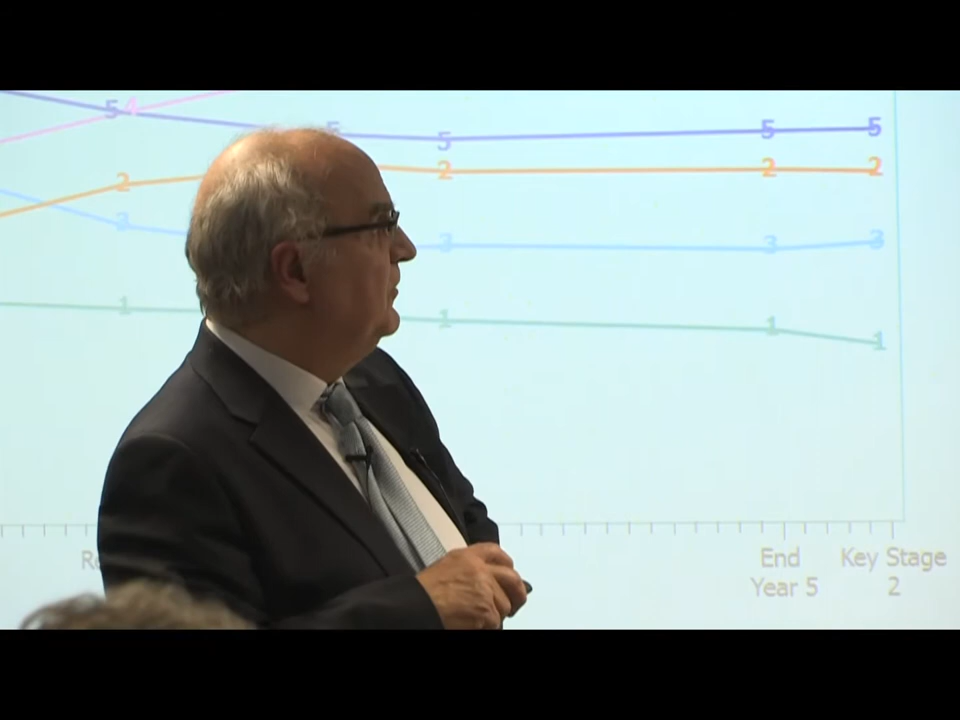 5 4 5 5 5 5
2 2 2 2
3 3 3 3
1 1 1 1
End Key Stage
Year 5 2